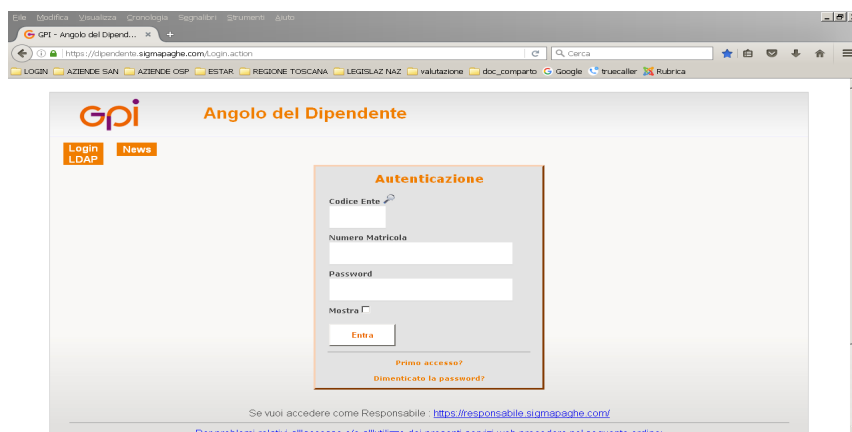 File Modifica Visualizza Cronologia Segnalibri Strumenti Aiuto
GPI - Angolo del Dipend... × +
https://dipendente.sigmapaghe.com/Login.action Cerca
LOGIN AZIENDE SAN AZIENDE OSP ESTAR REGIONE TOSCANA LEGISLAZ NAZ valutazione doc_comparto Google truecaller Rubrica
GPI Angolo del Dipendente
Login LDAP News
Autenticazione
Codice Ente
Numero Matricola
Password
Mostra
Entra
Primo accesso?
Dimenticato la password?
Se vuoi accedere come Responsabile : https://responsabile.sigmapaghe.com/